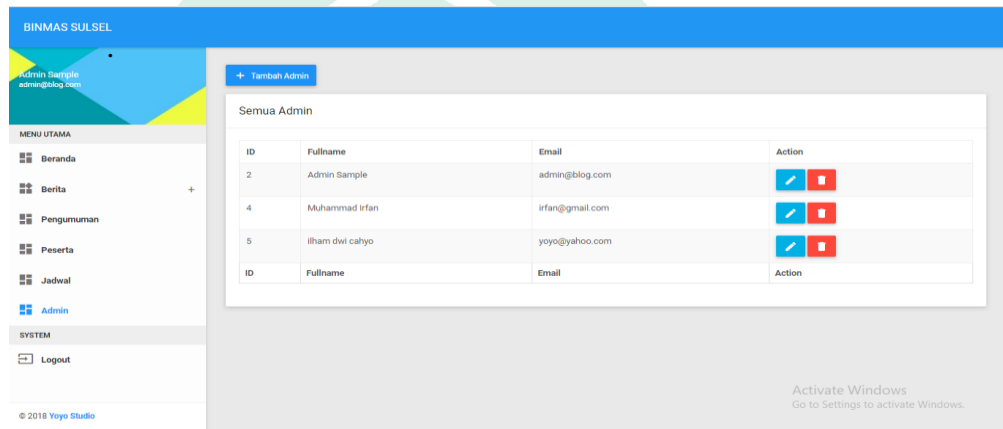 BINMAS SULSEL
Admin Sample
admin@blog.com
MENU UTAMA
Beranda
Berita +
Pengumuman
Peserta
Jadwal
Admin
SYSTEM
Logout
© 2018 Yoyo Studio
+ Tambah Admin
Semua Admin
ID Fullname Email Action
2 Admin Sample admin@blog.com
4 Muhammad Irfan irfan@gmail.com
5 ilham dwi cahyo yoyo@yahoo.com
ID Fullname Email Action
Activate Windows
Go to Settings to activate Windows.